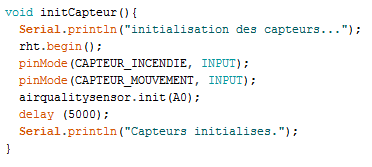 void initCapteur(){
  Serial.println("initialisation des capteurs...");
  rht.begin();
  pinMode(CAPTEUR_INCENDIE, INPUT);
  pinMode(CAPTEUR_MOUVEMENT, INPUT);
  airqualitysensor.init(A0);
  delay (5000);
  Serial.println("Capteurs initialises.");
}